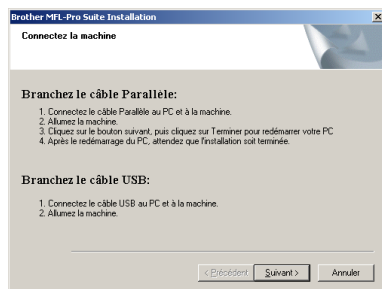 Brother MFL-Pro Suite Installation
Connectez la machine
Branchez le câble Parallèle:
1. Connectez le câble Parallèle au PC et à la machine.
2. Allumez la machine.
3. Cliquez sur le bouton suivant, puis cliquez sur Terminer pour redémarrer votre PC
4. Après le redémarrage du PC, attendez que l'installation soit terminée.
Branchez le câble USB:
1. Connectez le câble USB au PC et à la machine.
2. Allumez la machine.
< Précédent Suivant > Annuler